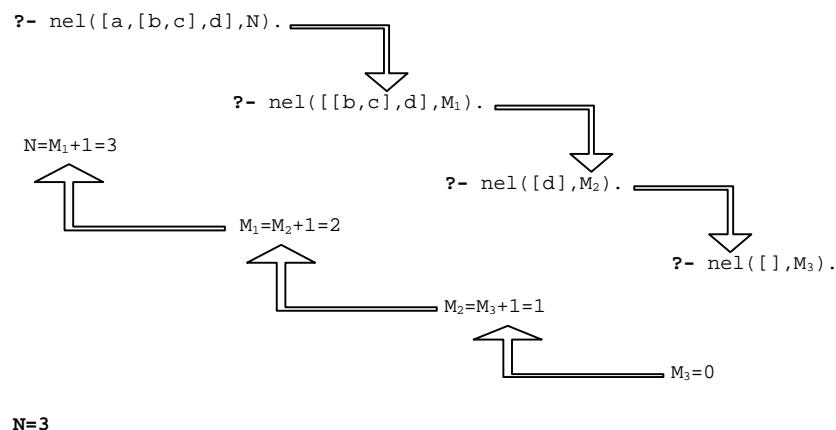 ?- nel([a,[b,c],d],N).
?- nel([[b,c],d],M₁).
N=M₁+1=3
?- nel([d],M₂).
M₁=M₂+1=2
?- nel([],M₃).
M₂=M₃+1=1
M₃=0
N=3